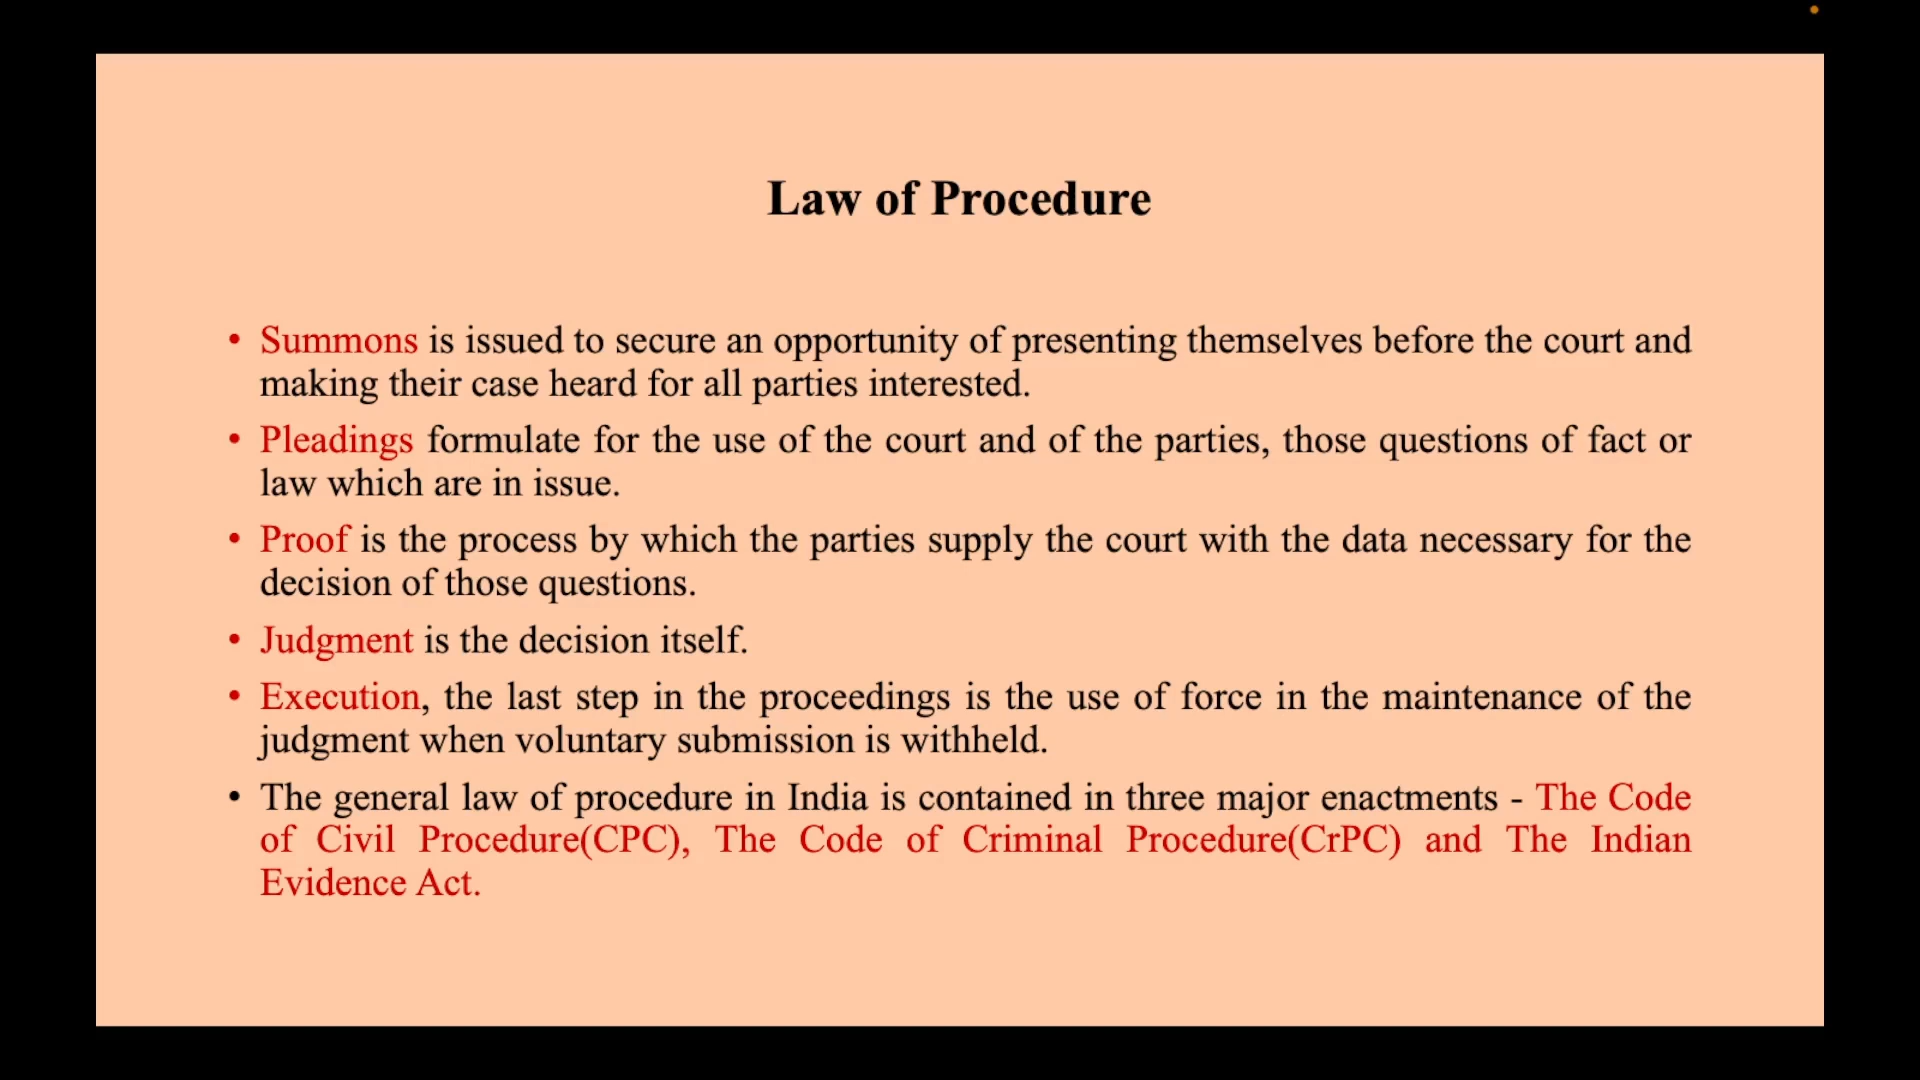 Law of Procedure
• Summons is issued to secure an opportunity of presenting themselves before the court and
making their case heard for all parties interested.
• Pleadings formulate for the use of the court and of the parties, those questions of fact or
law which are in issue.
• Proof is the process by which the parties supply the court with the data necessary for the
decision of those questions.
• Judgment is the decision itself.
• Execution, the last step in the proceedings is the use of force in the maintenance of the
judgment when voluntary submission is withheld.
• The general law of procedure in India is contained in three major enactments - The Code
of Civil Procedure(CPC), The Code of Criminal Procedure(CrPC) and The Indian
Evidence Act.